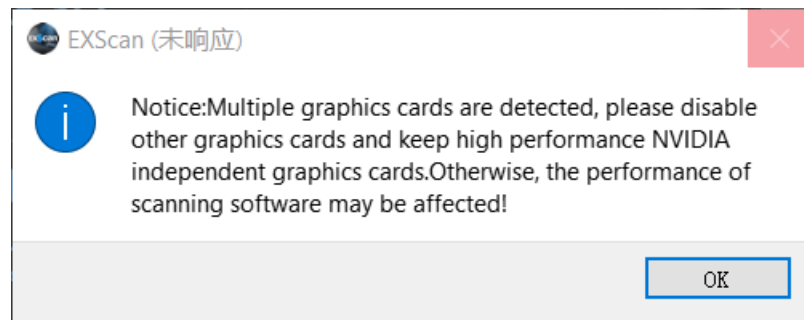 EXScan (未响应)
Notice:Multiple graphics cards are detected, please disable
other graphics cards and keep high performance NVIDIA
independent graphics cards.Otherwise, the performance of
scanning software may be affected!
OK